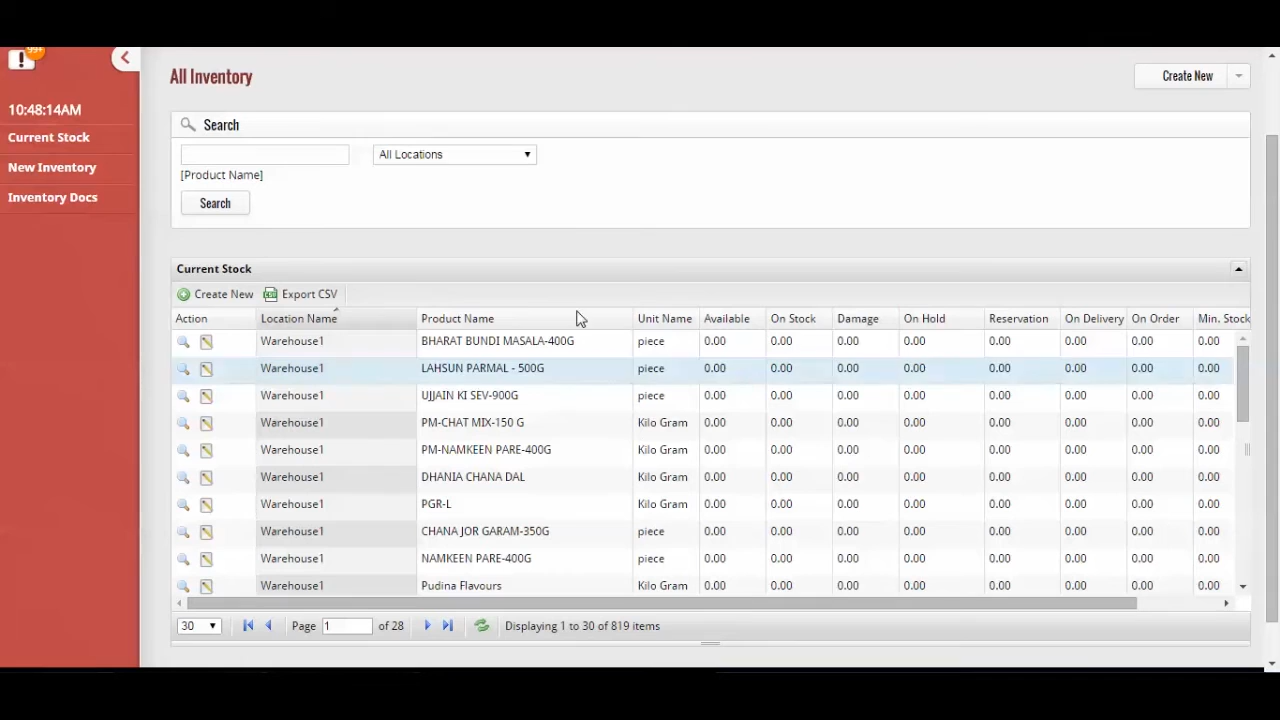 99+
All Inventory
Create New
10:48:14AM
Current Stock
New Inventory
Inventory Docs
Search
All Locations
[Product Name]
Search
Current Stock
Create New Export CSV
Action Location Name Product Name Unit Name Available On Stock Damage On Hold Reservation On Delivery On Order Min. Stock
Warehouse1 BHARAT BUNDI MASALA-400G piece 0.00 0.00 0.00 0.00 0.00 0.00 0.00 0.00
Warehouse1 LAHSUN PARMAL - 500G piece 0.00 0.00 0.00 0.00 0.00 0.00 0.00 0.00
Warehouse1 UJJAIN KI SEV-900G piece 0.00 0.00 0.00 0.00 0.00 0.00 0.00 0.00
Warehouse1 PM-CHAT MIX-150 G Kilo Gram 0.00 0.00 0.00 0.00 0.00 0.00 0.00 0.00
Warehouse1 PM-NAMKEEN PARE-400G Kilo Gram 0.00 0.00 0.00 0.00 0.00 0.00 0.00 0.00
Warehouse1 DHANIA CHANA DAL Kilo Gram 0.00 0.00 0.00 0.00 0.00 0.00 0.00 0.00
Warehouse1 PGR-L Kilo Gram 0.00 0.00 0.00 0.00 0.00 0.00 0.00 0.00
Warehouse1 CHANA JOR GARAM-350G piece 0.00 0.00 0.00 0.00 0.00 0.00 0.00 0.00
Warehouse1 NAMKEEN PARE-400G piece 0.00 0.00 0.00 0.00 0.00 0.00 0.00 0.00
Warehouse1 Pudina Flavours Kilo Gram 0.00 0.00 0.00 0.00 0.00 0.00 0.00 0.00
30 Page 1 of 28 Displaying 1 to 30 of 819 items